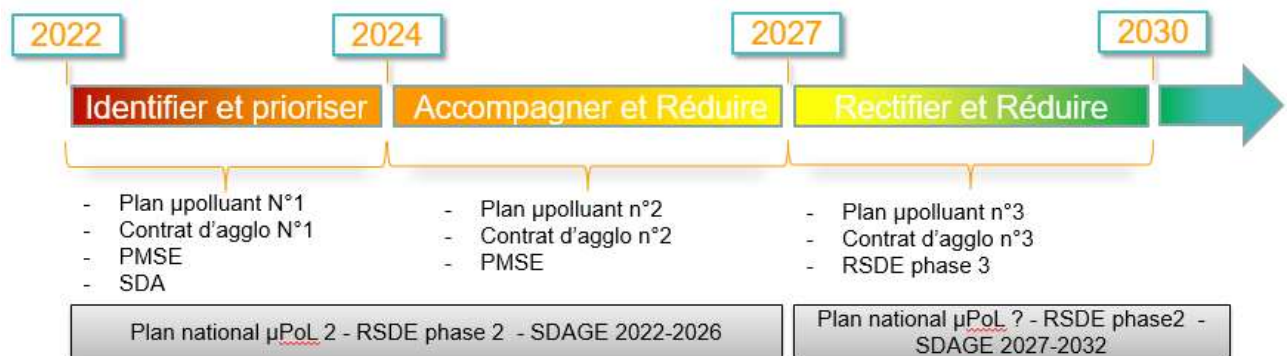 2022 2024 2027 2030
Identifier et prioriser Accompagner et Réduire Rectifier et Réduire
- Plan µpolluant N°1
- Contrat d'agglo N°1
- PMSE
- SDA
- Plan µpolluant n°2
- Contrat d'agglo n°2
- PMSE
- Plan µpolluant n°3
- Contrat d'agglo n°3
- RSDE phase 3
Plan national µPoL 2 - RSDE phase 2 - SDAGE 2022-2026
Plan national µPoL ? - RSDE phase2 -
SDAGE 2027-2032